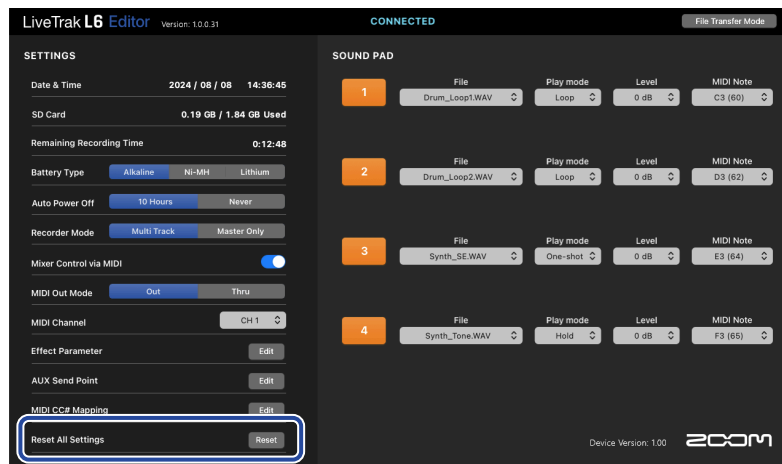 LiveTrak L6 Editor Version: 1.0.0.31
CONNECTED
File Transfer Mode
SETTINGS
Date & Time 2024 / 08 / 08 14:36:45
SD Card 0.19 GB / 1.84 GB Used
Remaining Recording Time 0:12:48
Battery Type Alkaline Ni-MH Lithium
Auto Power Off 10 Hours Never
Recorder Mode Multi Track Master Only
Mixer Control via MIDI
MIDI Out Mode Out Thru
MIDI Channel CH 1
Effect Parameter Edit
AUX Send Point Edit
MIDI CC# Mapping Edit
Reset All Settings Reset
SOUND PAD
File Play mode Level MIDI Note
1 Drum_Loop1.WAV Loop 0 dB C3 (60)
File Play mode Level MIDI Note
2 Drum_Loop2.WAV Loop 0 dB D3 (62)
File Play mode Level MIDI Note
3 Synth_SE.WAV One-shot 0 dB E3 (64)
File Play mode Level MIDI Note
4 Synth_Tone.WAV Hold 0 dB F3 (65)
Device Version: 1.00 ZOOM